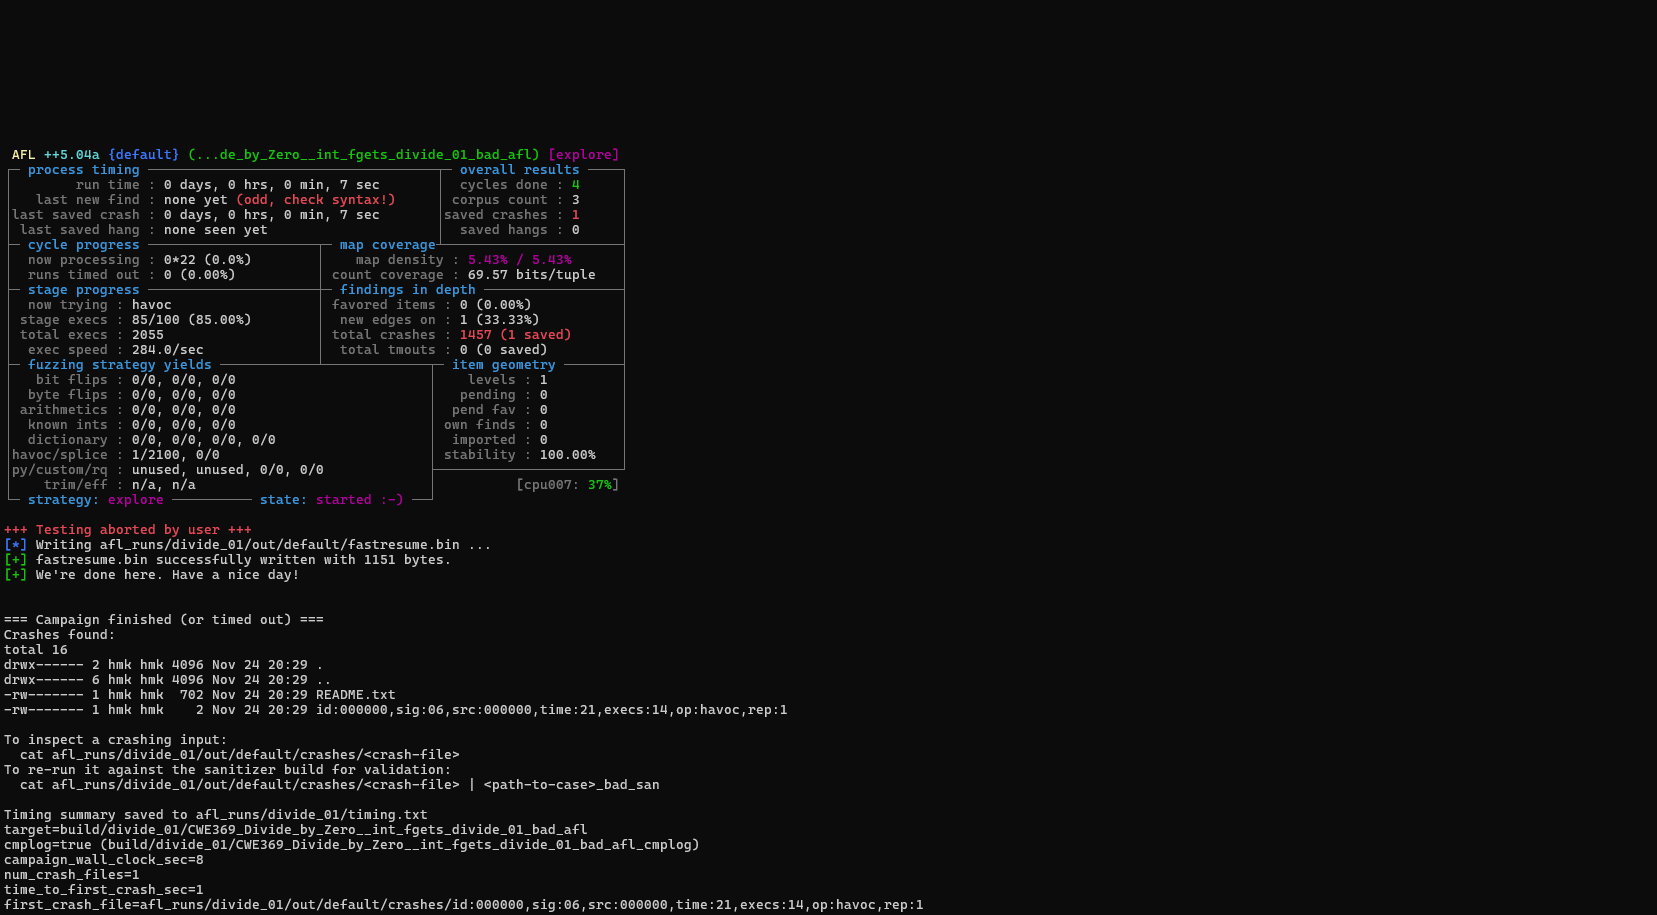 AFL ++5.04a {default} (...de_by_Zero__int_fgets_divide_01_bad_afl) [explore]
process timing overall results
run time : 0 days, 0 hrs, 0 min, 7 sec cycles done : 4
last new find : none yet (odd, check syntax!) corpus count : 3
last saved crash : 0 days, 0 hrs, 0 min, 7 sec saved crashes : 1
last saved hang : none seen yet saved hangs : 0
cycle progress map coverage
now processing : 0*22 (0.0%) map density : 5.43% / 5.43%
runs timed out : 0 (0.00%) count coverage : 69.57 bits/tuple
stage progress findings in depth
now trying : havoc favored items : 0 (0.00%)
stage execs : 85/100 (85.00%) new edges on : 1 (33.33%)
total execs : 2055 total crashes : 1457 (1 saved)
exec speed : 284.0/sec total tmouts : 0 (0 saved)
fuzzing strategy yields item geometry
bit flips : 0/0, 0/0, 0/0 levels : 1
byte flips : 0/0, 0/0, 0/0 pending : 0
arithmetics : 0/0, 0/0, 0/0 pend fav : 0
known ints : 0/0, 0/0, 0/0 own finds : 0
dictionary : 0/0, 0/0, 0/0, 0/0 imported : 0
havoc/splice : 1/2100, 0/0 stability : 100.00%
py/custom/rq : unused, unused, 0/0, 0/0
trim/eff : n/a, n/a [cpu007: 37%]
strategy: explore state: started :-)
+++ Testing aborted by user +++
[*] Writing afl_runs/divide_01/out/default/fastresume.bin ...
[+] fastresume.bin successfully written with 1151 bytes.
[+] We're done here. Have a nice day!
=== Campaign finished (or timed out) ===
Crashes found:
total 16
drwx------ 2 hmk hmk 4096 Nov 24 20:29 .
drwx------ 6 hmk hmk 4096 Nov 24 20:29 ..
-rw------- 1 hmk hmk  702 Nov 24 20:29 README.txt
-rw------- 1 hmk hmk    2 Nov 24 20:29 id:000000,sig:06,src:000000,time:21,execs:14,op:havoc,rep:1
To inspect a crashing input:
cat afl_runs/divide_01/out/default/crashes/<crash-file>
To re-run it against the sanitizer build for validation:
cat afl_runs/divide_01/out/default/crashes/<crash-file> | <path-to-case>_bad_san
Timing summary saved to afl_runs/divide_01/timing.txt
target=build/divide_01/CWE369_Divide_by_Zero__int_fgets_divide_01_bad_afl
cmplog=true (build/divide_01/CWE369_Divide_by_Zero__int_fgets_divide_01_bad_afl_cmplog)
campaign_wall_clock_sec=8
num_crash_files=1
time_to_first_crash_sec=1
first_crash_file=afl_runs/divide_01/out/default/crashes/id:000000,sig:06,src:000000,time:21,execs:14,op:havoc,rep:1